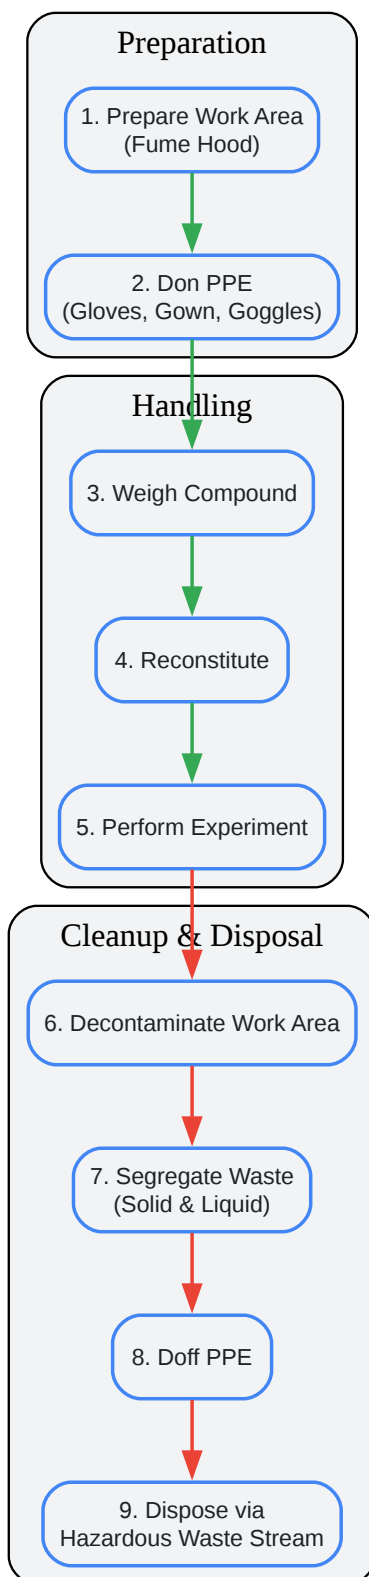 Preparation
1. Prepare Work Area
(Fume Hood)
2. Don PPE
(Gloves, Gown, Goggles)
Handling
3. Weigh Compound
4. Reconstitute
5. Perform Experiment
Cleanup & Disposal
6. Decontaminate Work Area
7. Segregate Waste
(Solid & Liquid)
8. Doff PPE
9. Dispose via
Hazardous Waste Stream